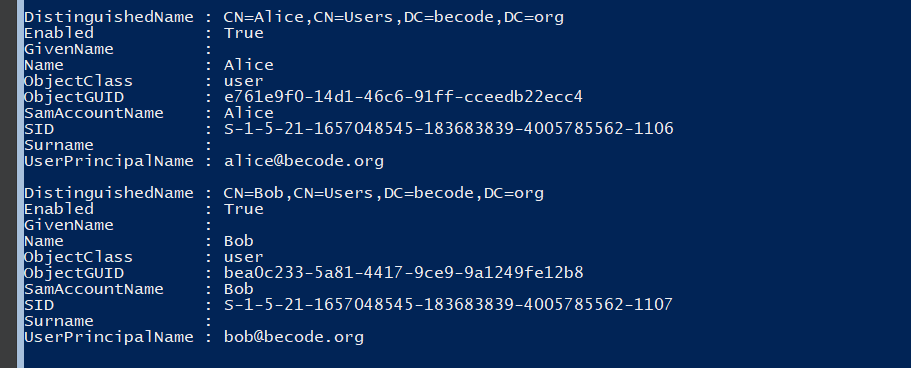 DistinguishedName : CN=Alice,CN=Users,DC=becode,DC=org
Enabled           : True
GivenName         :
Name              : Alice
ObjectClass       : user
ObjectGUID        : e761e9f0-14d1-46c6-91ff-cceedb22ecc4
SamAccountName    : Alice
SID               : S-1-5-21-1657048545-183683839-4005785562-1106
Surname           :
UserPrincipalName : alice@becode.org

DistinguishedName : CN=Bob,CN=Users,DC=becode,DC=org
Enabled           : True
GivenName         :
Name              : Bob
ObjectClass       : user
ObjectGUID        : bea0c233-5a81-4417-9ce9-9a1249fe12b8
SamAccountName    : Bob
SID               : S-1-5-21-1657048545-183683839-4005785562-1107
Surname           :
UserPrincipalName : bob@becode.org